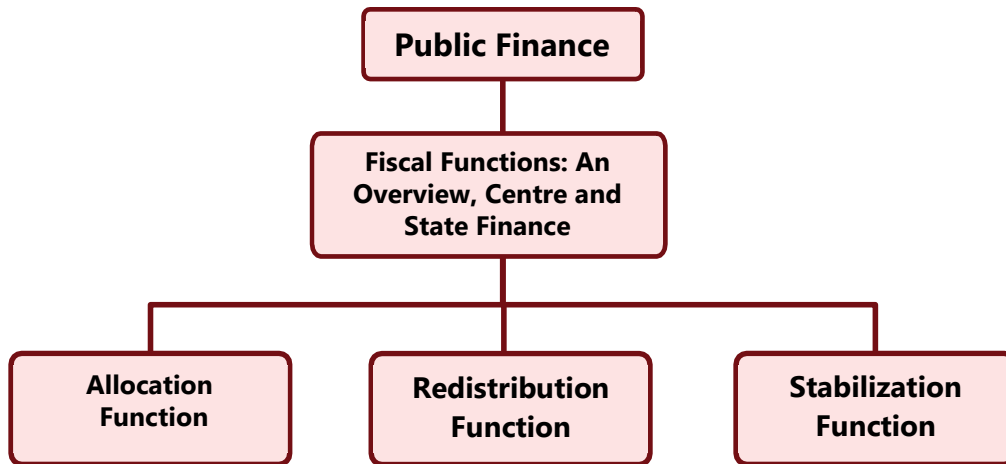 Public Finance
Fiscal Functions: An
Overview, Centre and
State Finance
Allocation
Function
Redistribution
Function
Stabilization
Function